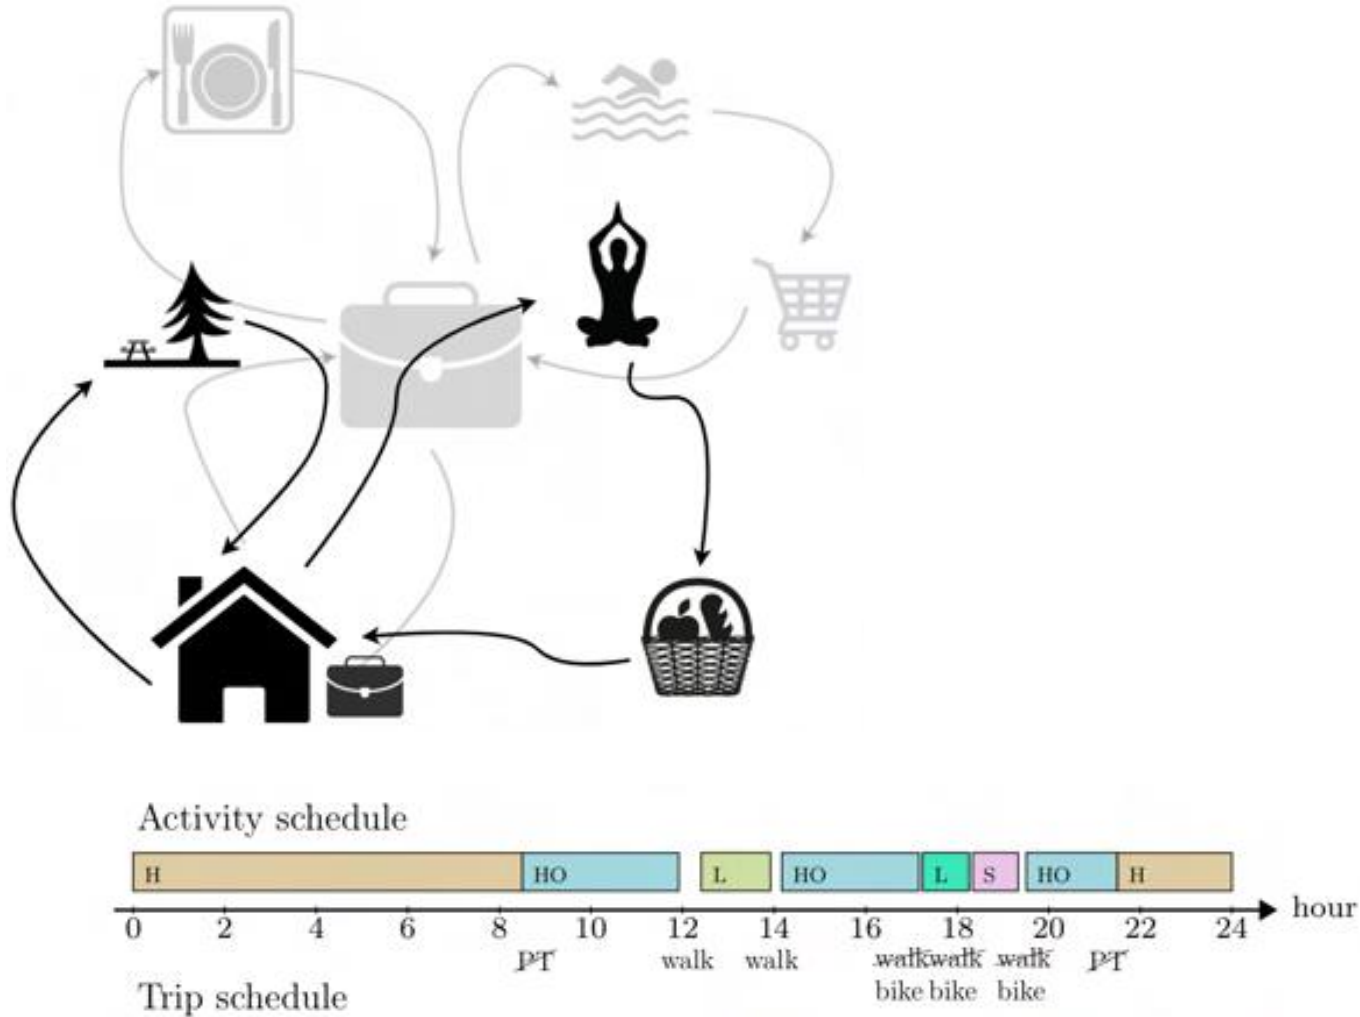 Activity schedule
H HO L HO L S HO H
0 2 4 6 8 10 12 14 16 18 20 22 24 hour
PT walk walk walk walk walk PT
bike bike bike
Trip schedule